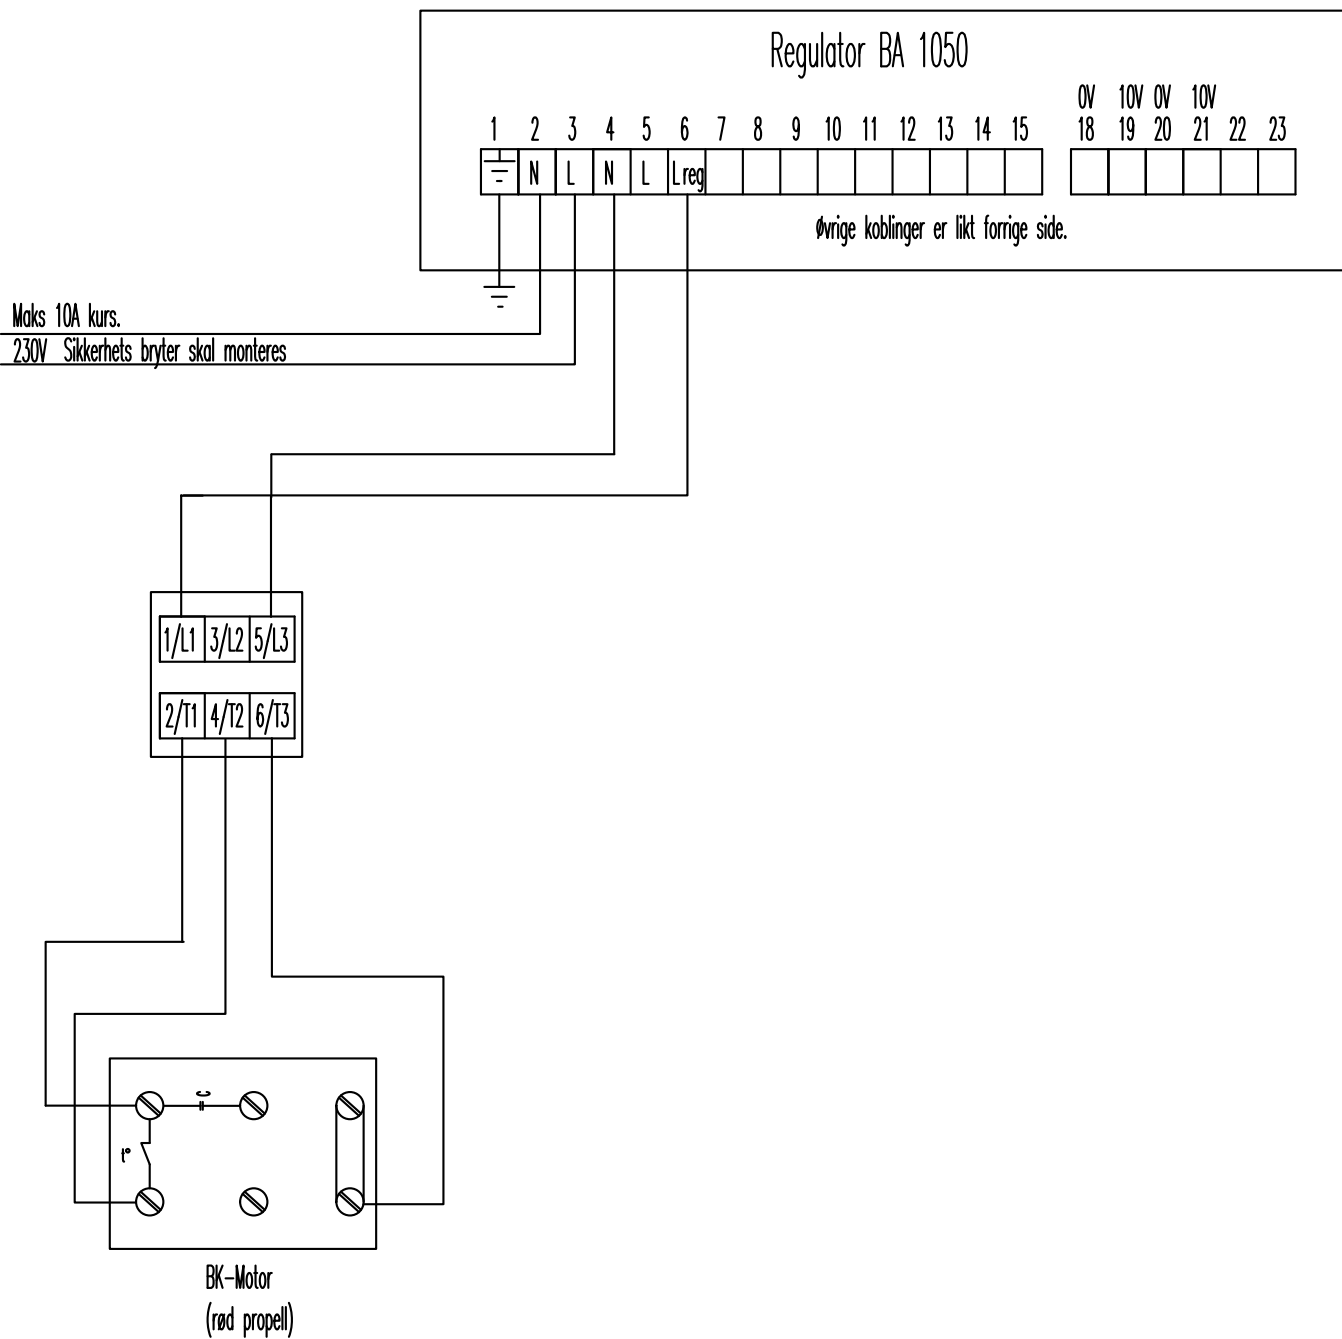 Regulator BA 1050
0V 10V 0V 10V
1 2 3 4 5 6 7 8 9 10 11 12 13 14 15 18 19 20 21 22 23
N L N L Lreg
Øvrige koblinger er likt forrige side.
Maks 10A kurs.
230V Sikkerhets bryter skal monteres
1/L1 3/L2 5/L3
2/T1 4/T2 6/T3
C
t°
BK-Motor
(rød propell)